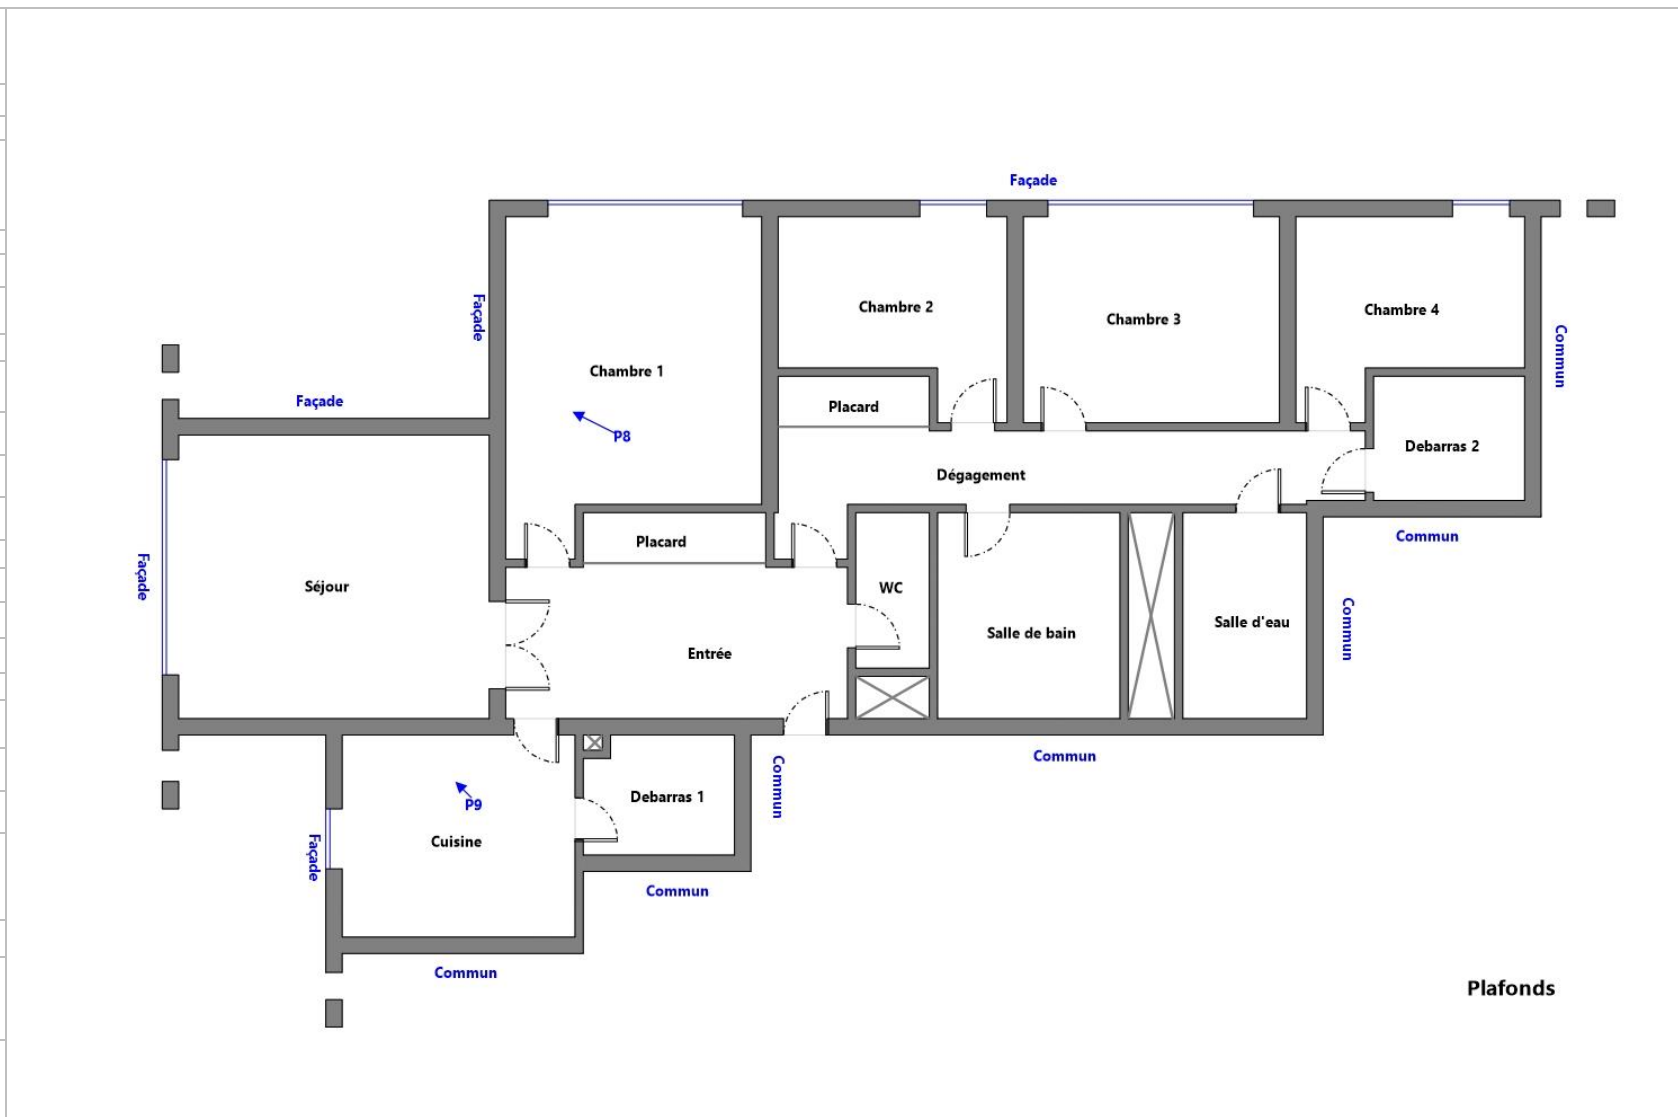 Façade
Façade
Chambre 2
Chambre 4
Chambre 3
Commun
Chambre 1
Façade
Placard
P8
Debarras 2
Dégagement
Commun
Placard
Façade
Séjour
WC
Salle d'eau
Commun
Salle de bain
Entrée
Commun
Commun
Debarras 1
P9
Cuisine
Façade
Commun
Commun
Plafonds